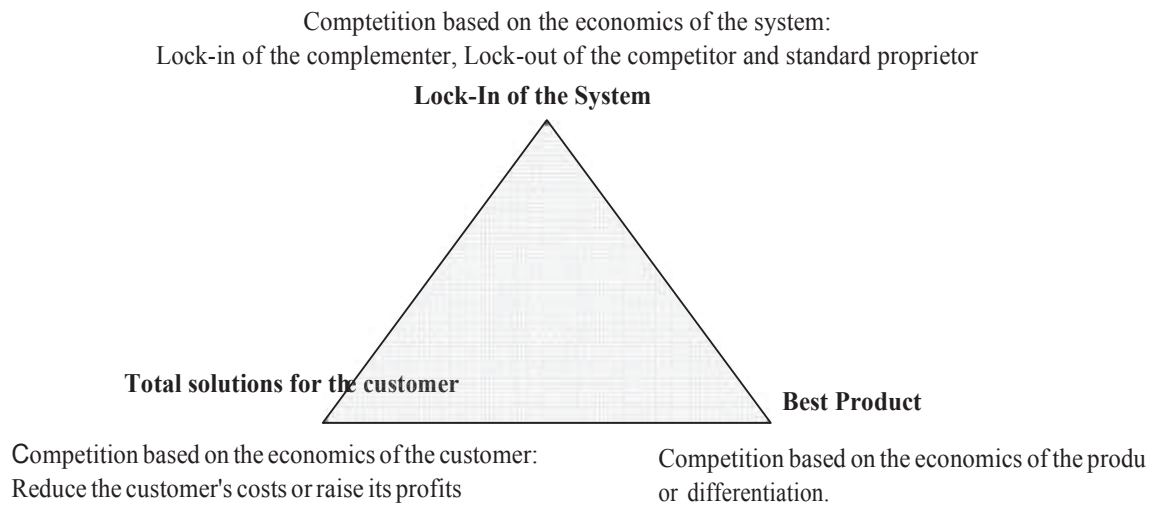 Comptetition based on the economics of the system:
Lock-in of the complementer, Lock-out of the competitor and standard proprietor
Lock-In of the System
Total solutions for the customer
Best Product
Competition based on the economics of the customer:
Reduce the customer's costs or raise its profits
Competition based on the economics of the produ
or differentiation.